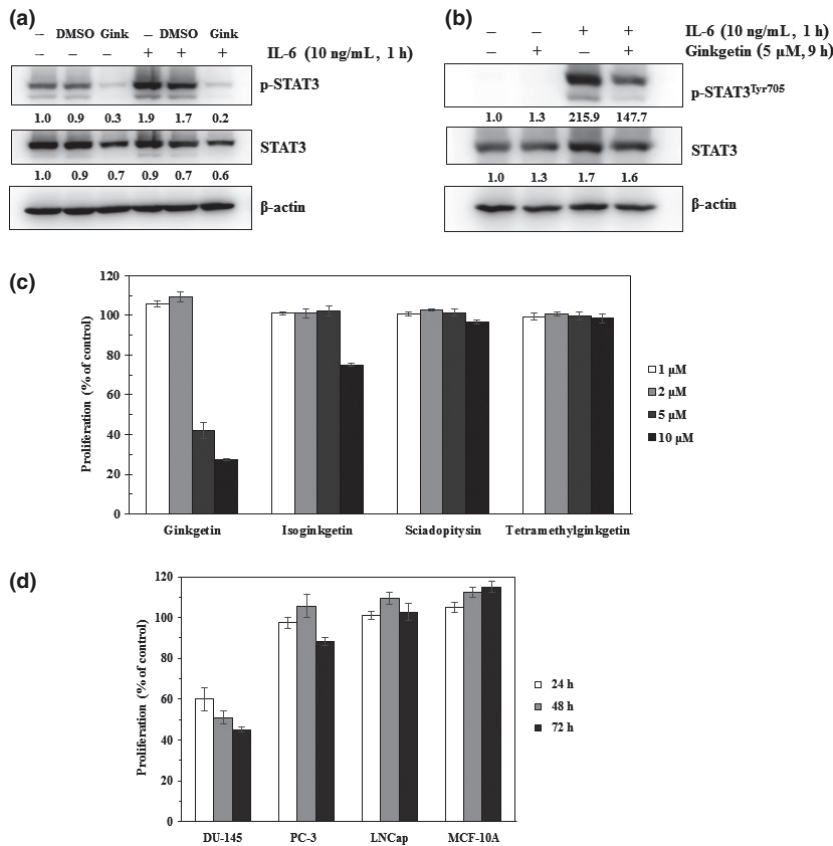 (a)
– DMSO Gink – DMSO Gink
– – – + + + IL-6 (10 ng/mL, 1 h)
p-STAT3
1.0 0.9 0.3 1.9 1.7 0.2
STAT3
1.0 0.9 0.7 0.9 0.7 0.6
β-actin
(b)
– – + + IL-6 (10 ng/mL, 1 h)
– + – + Ginkgetin (5 μM, 9 h)
p-STAT3Tyr705
1.0 1.3 215.9 147.7
STAT3
1.0 1.3 1.7 1.6
β-actin
(c)
Proliferation (% of control)
120
100
80
60
40
20
0
Ginkgetin Isoginkgetin Sciadopitysin Tetramethylginkgetin
1 μM
2 μM
5 μM
10 μM
(d)
Proliferation (% of control)
120
100
80
60
40
20
0
DU-145 PC-3 LNCap MCF-10A
24 h
48 h
72 h